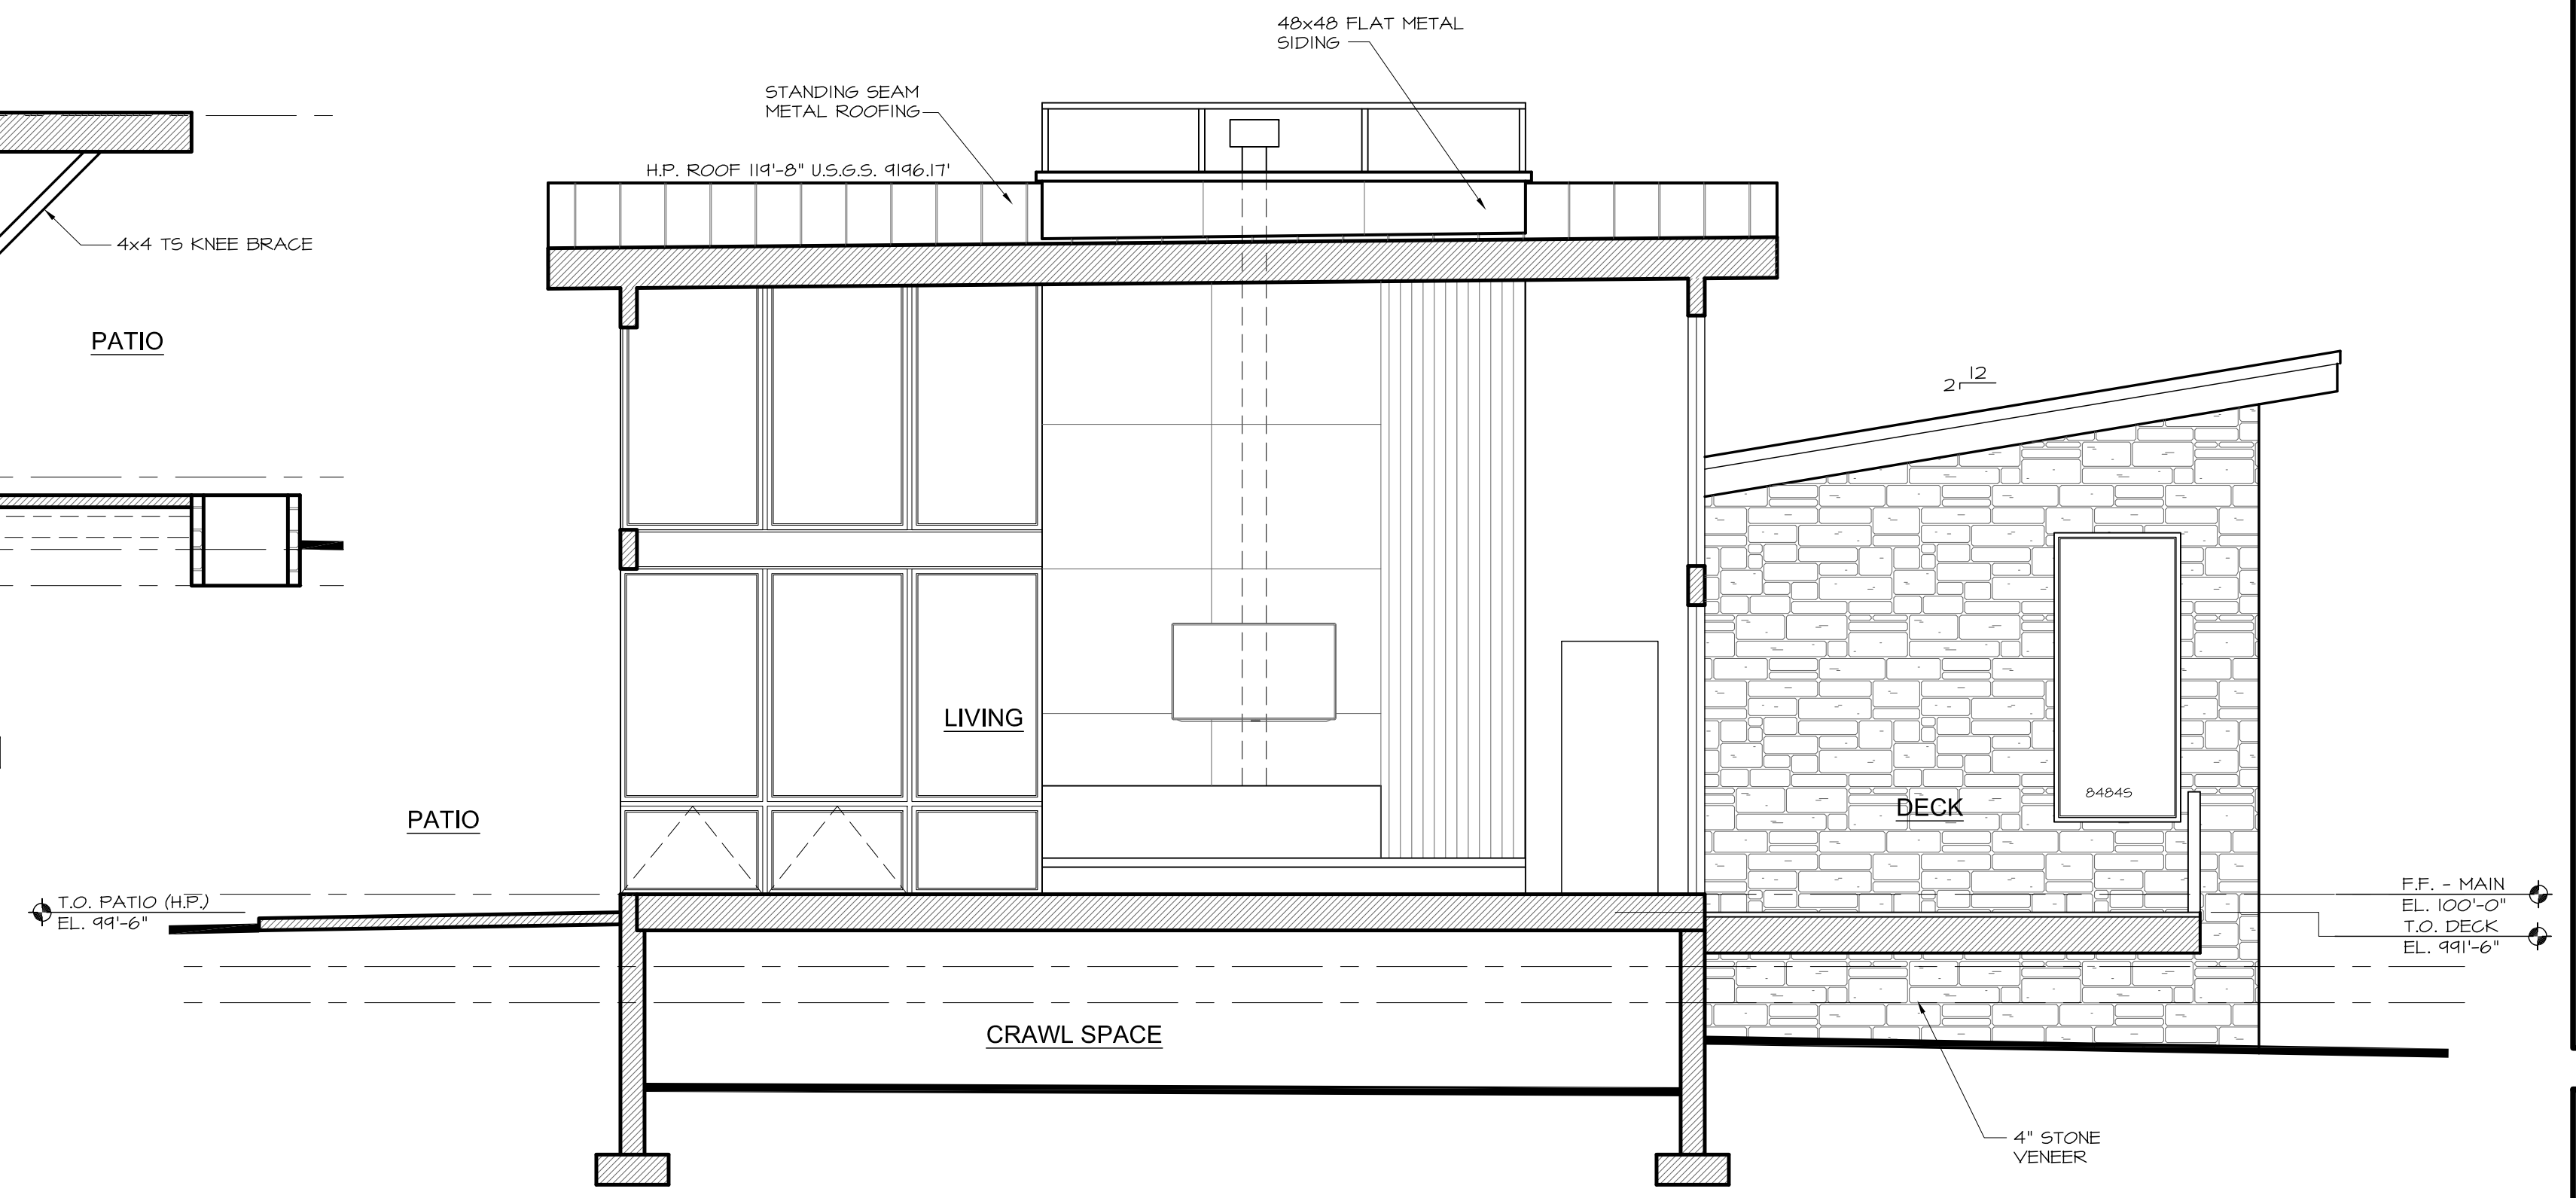 48x48 FLAT METAL
SIDING
STANDING SEAM
METAL ROOFING
H.P. ROOF 119'-8" U.S.G.S. 9196.17'
4x4 TS KNEE BRACE
PATIO
12
2
LIVING
8484S
DECK
PATIO
T.O. PATIO (H.P.)
EL. 99'-6"
F.F. - MAIN
EL. 100'-0"
T.O. DECK
EL. 991'-6"
CRAWL SPACE
4" STONE
VENEER